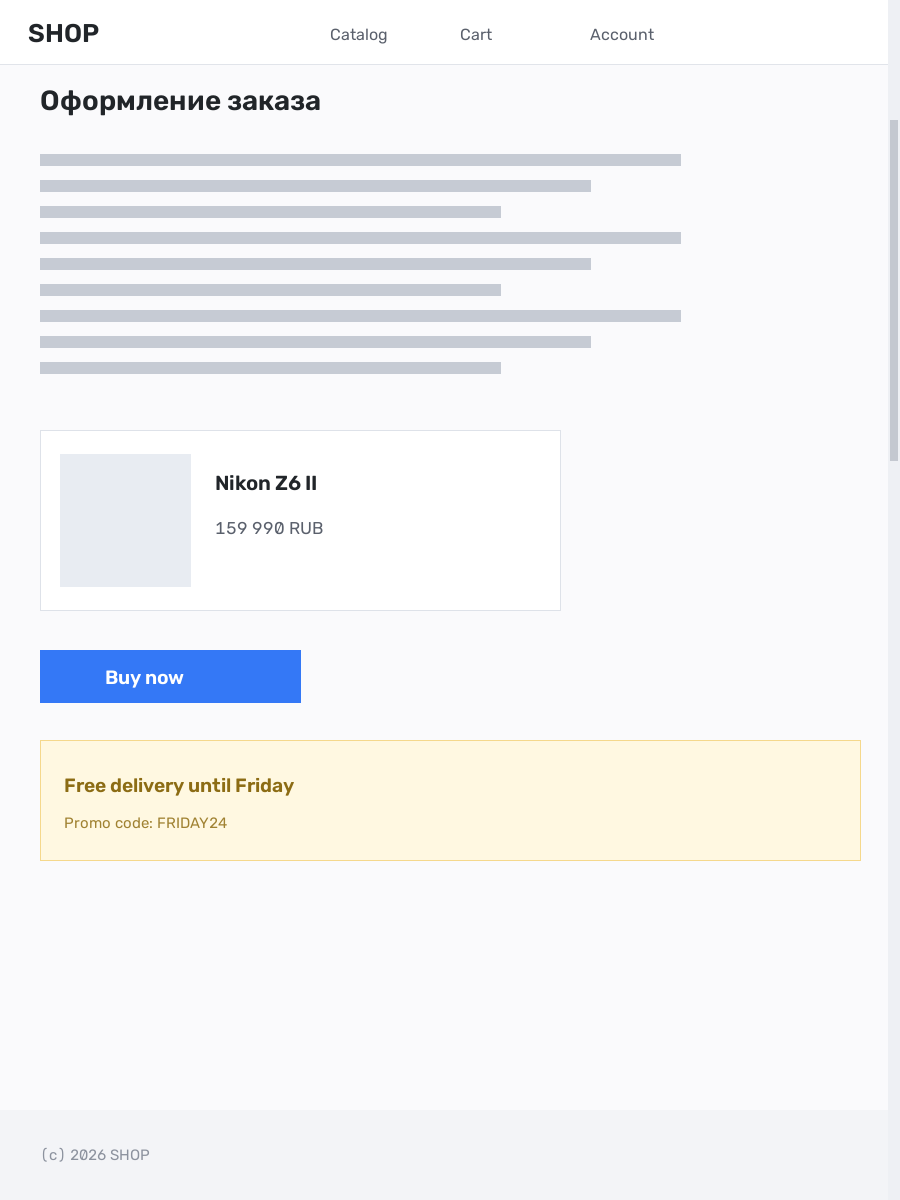 SHOP
Catalog
Cart
Account
Оформление заказа
Nikon Z6 II
159 990 RUB
Buy now
Free delivery until Friday
Promo code: FRIDAY24
(c) 2026 SHOP